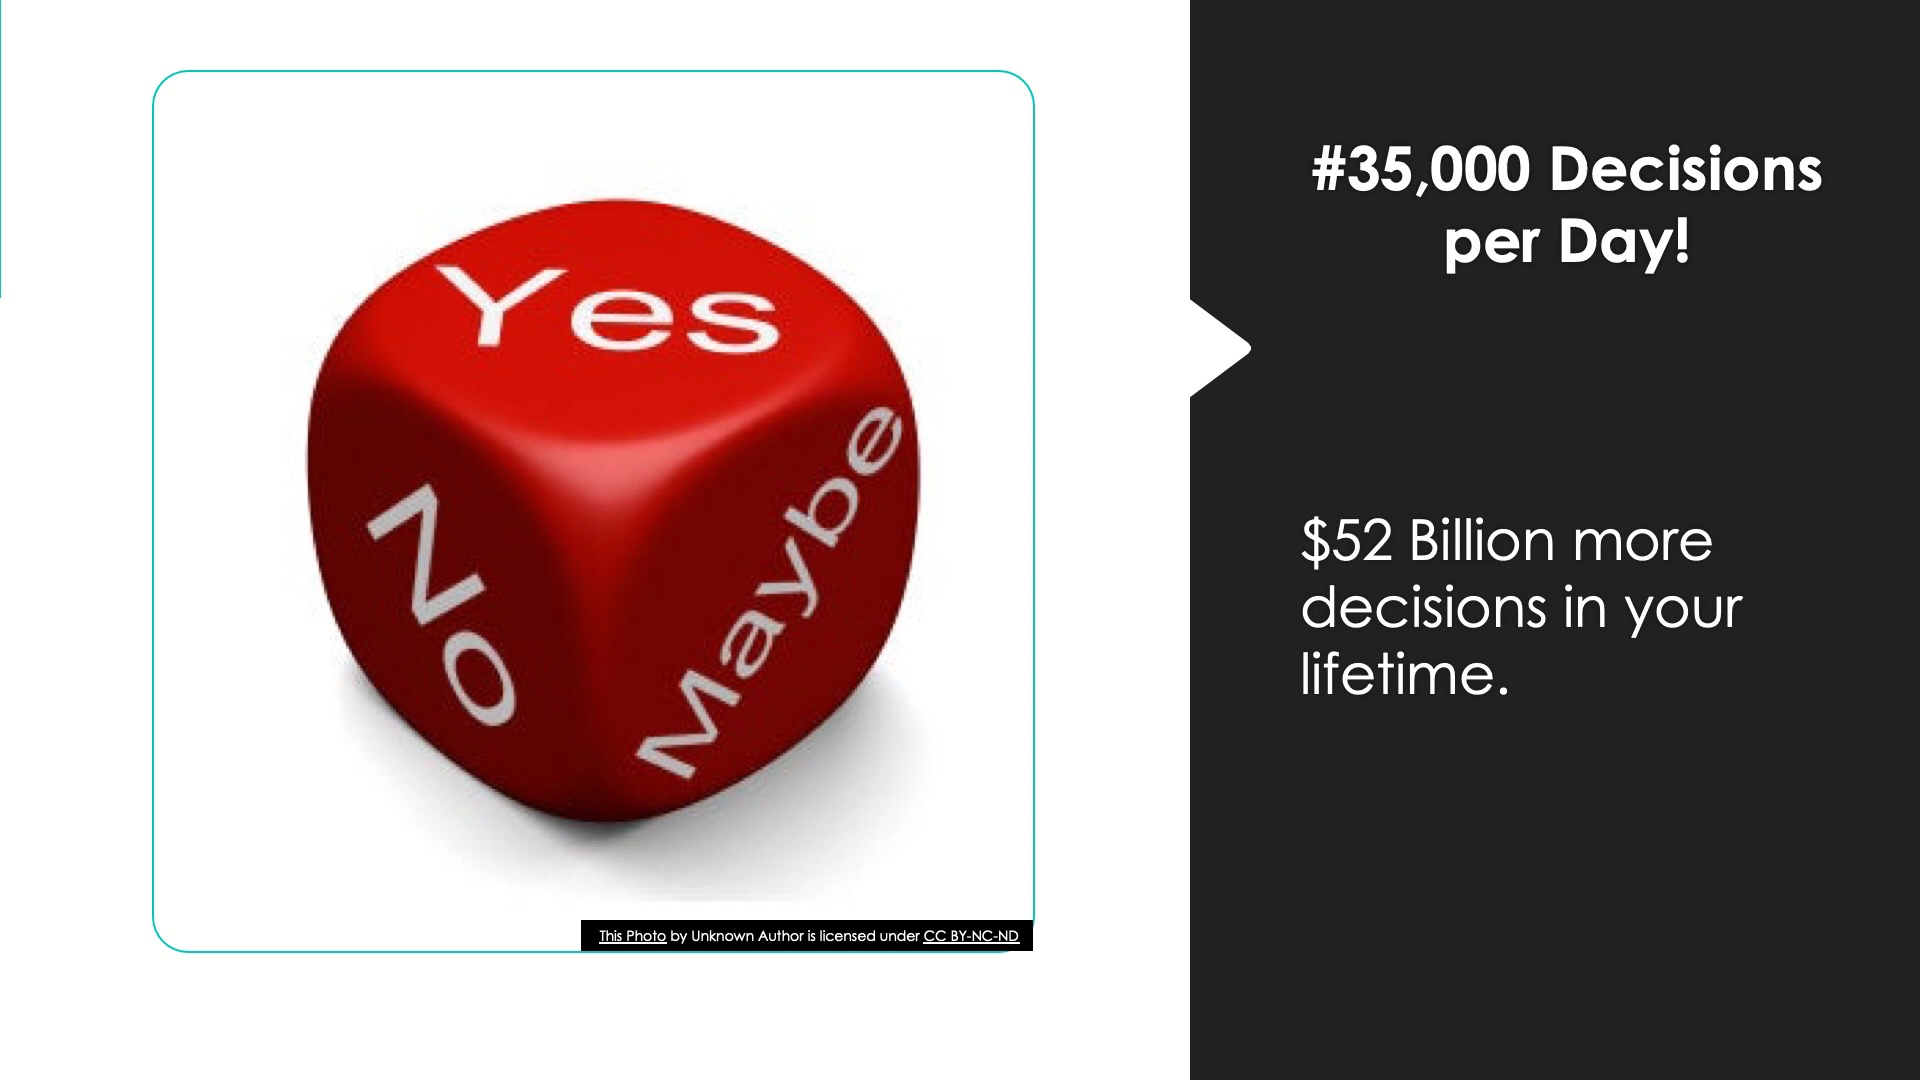 Yes
No
Maybe
This Photo by Unknown Author is licensed under CC BY-NC-ND
#35,000 Decisions
per Day!
$52 Billion more
decisions in your
lifetime.